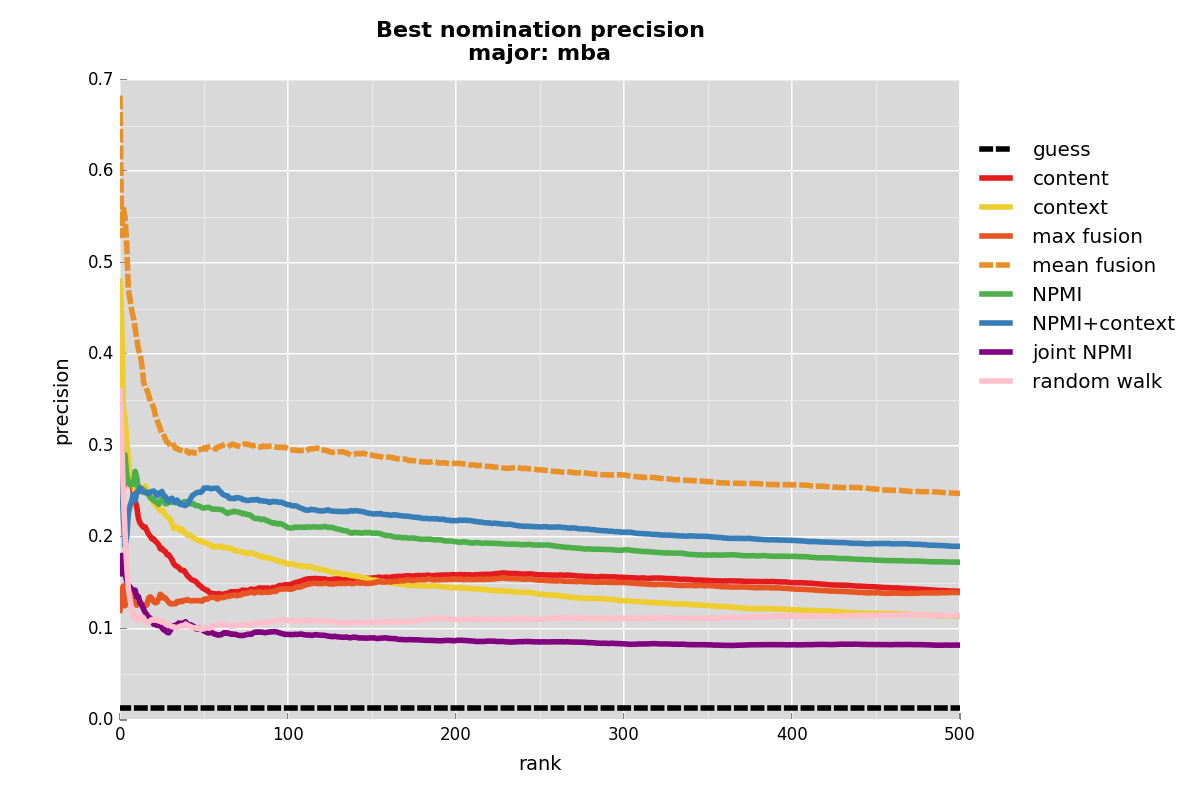 Best nomination precision
major: mba
precision
0.7
0.6
0.5
0.4
0.3
0.2
0.1
0.0
0
100
200
300
400
500
rank
guess
content
context
max fusion
mean fusion
NPMI
NPMI+context
joint NPMI
random walk